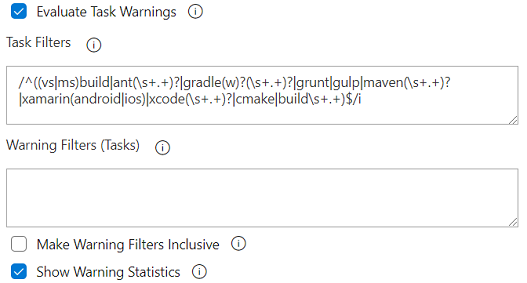 Evaluate Task Warnings
Task Filters
/^((vs|ms)build|ant(\s+.+)?|gradle(w)?(\s+.+)?|grunt|gulp|maven(\s+.+)?
|xamarin(android|ios)|xcode(\s+.+)?|cmake|build\s+.+)$/i
Warning Filters (Tasks)
Make Warning Filters Inclusive
Show Warning Statistics